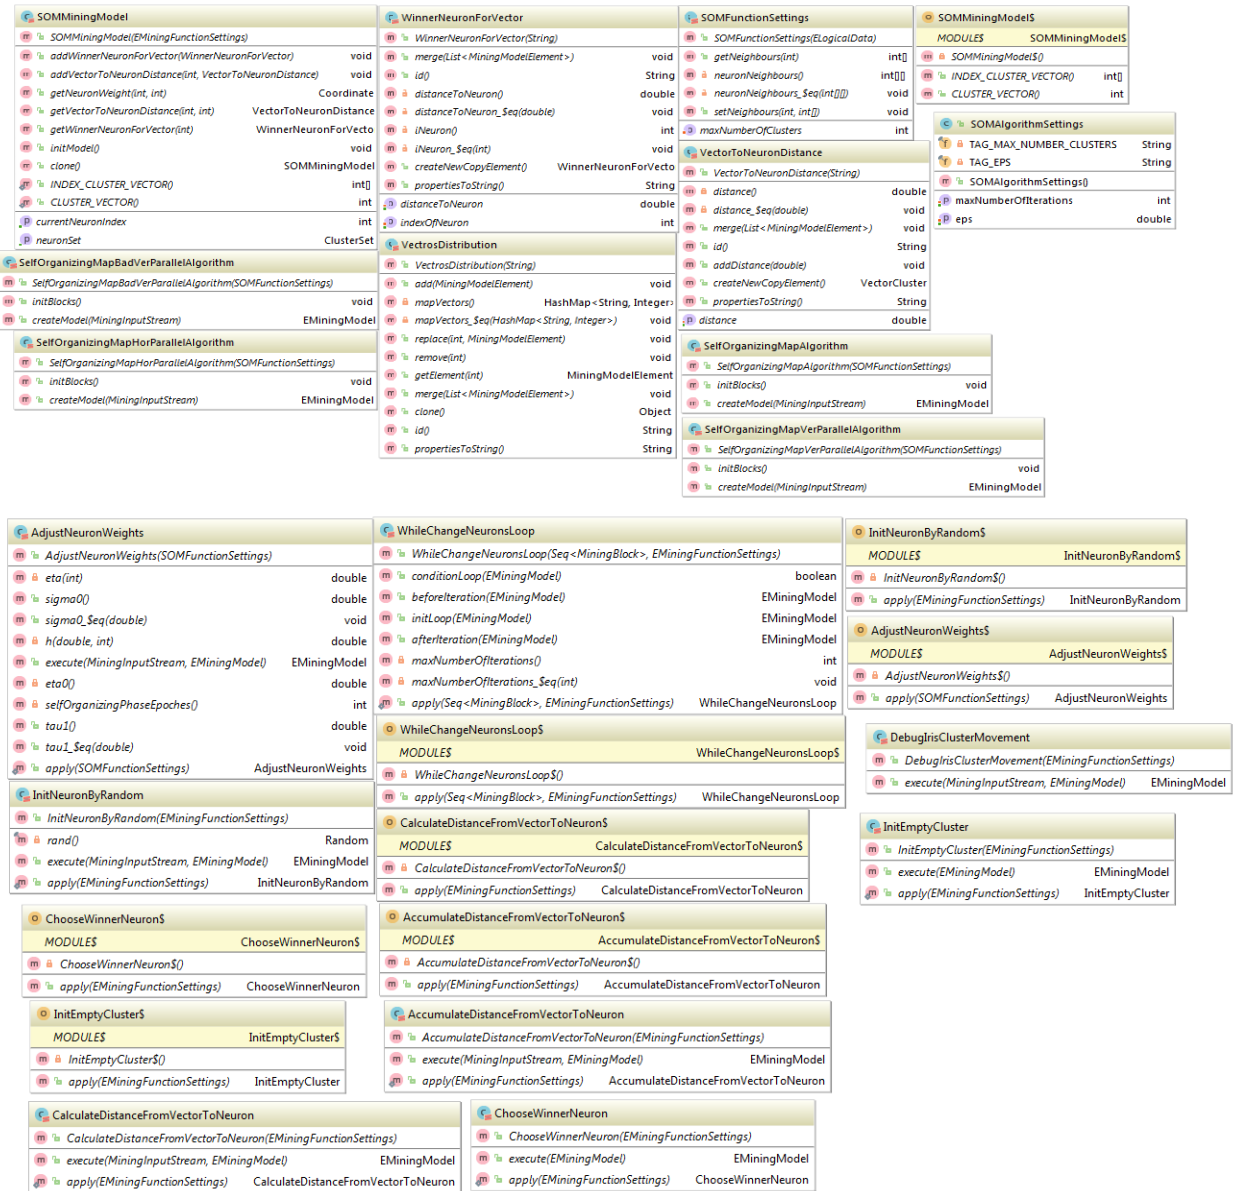 SOMMiningModel
SOMMiningModel(EMiningFunctionSettings)
addWinnerNeuronForVector(WinnerNeuronForVector) void
addVectorToNeuronDistance(int, VectorToNeuronDistance) void
getNeuronWeight(int, int) Coordinate
getVectorToNeuronDistance(int, int) VectorToNeuronDistance
getWinnerNeuronForVector(int) WinnerNeuronForVecto
initModel() void
clone() SOMMiningModel
INDEX_CLUSTER_VECTOR() int[]
CLUSTER_VECTOR() int
currentNeuronIndex int
neuronSet ClusterSet
SelfOrganizingMapBadVerParallelAlgorithm
SelfOrganizingMapBadVerParallelAlgorithm(SOMFunctionSettings)
initBlocks() void
createModel(MiningInputStream) EMiningModel
SelfOrganizingMapHorParallelAlgorithm
SelfOrganizingMapHorParallelAlgorithm(SOMFunctionSettings)
initBlocks() void
createModel(MiningInputStream) EMiningModel
WinnerNeuronForVector
WinnerNeuronForVector(String)
merge(List<MiningModelElement>) void
id() String
distanceToNeuron() double
distanceToNeuron_$eq(double) void
iNeuron() int
iNeuron_$eq(int) void
createNewCopyElement() WinnerNeuronForVecto
propertiesToString() String
distanceToNeuron double
indexOfNeuron int
VectrosDistribution
VectrosDistribution(String)
add(MiningModelElement) void
mapVectors() HashMap<String, Integer>
mapVectors_$eq(HashMap<String, Integer>) void
replace(int, MiningModelElement) void
remove(int) void
getElement(int) MiningModelElement
merge(List<MiningModelElement>) void
clone() Object
id() String
propertiesToString() String
SOMFunctionSettings
SOMFunctionSettings(ELogicalData)
getNeighbours(int) int[]
neuronNeighbours() int[][]
neuronNeighbours_$eq(int[][]) void
setNeighbours(int, int[]) void
maxNumberOfClusters int
VectorToNeuronDistance
VectorToNeuronDistance(String)
distance() double
distance_$eq(double) void
merge(List<MiningModelElement>) void
id() String
addDistance(double) void
createNewCopyElement() VectorCluster
propertiesToString() String
distance double
SelfOrganizingMapAlgorithm
SelfOrganizingMapAlgorithm(SOMFunctionSettings)
initBlocks() void
createModel(MiningInputStream) EMiningModel
SelfOrganizingMapVerParallelAlgorithm
SelfOrganizingMapVerParallelAlgorithm(SOMFunctionSettings)
initBlocks() void
createModel(MiningInputStream) EMiningModel
SOMMiningModel$
MODULE$ SOMMiningModel$
SOMMiningModel$()
INDEX_CLUSTER_VECTOR() int[]
CLUSTER_VECTOR() int
SOMAlgorithmSettings
TAG_MAX_NUMBER_CLUSTERS String
TAG_EPS String
SOMAlgorithmSettings()
maxNumberOfIterations int
eps double
AdjustNeuronWeights
AdjustNeuronWeights(SOMFunctionSettings)
eta(int) double
sigma0() double
sigma0_$eq(double) void
h(double, int) double
execute(MiningInputStream, EMiningModel) EMiningModel
eta0() double
selfOrganizingPhaseEpoches() int
tau1() double
tau1_$eq(double) void
apply(SOMFunctionSettings) AdjustNeuronWeights
InitNeuronByRandom
InitNeuronByRandom(EMiningFunctionSettings)
rand() Random
execute(MiningInputStream, EMiningModel) EMiningModel
apply(EMiningFunctionSettings) InitNeuronByRandom
WhileChangeNeuronsLoop
WhileChangeNeuronsLoop(Seq<MiningBlock>, EMiningFunctionSettings)
conditionLoop(EMiningModel) boolean
beforeIteration(EMiningModel) EMiningModel
initLoop(EMiningModel) EMiningModel
afterIteration(EMiningModel) EMiningModel
maxNumberOfIterations() int
maxNumberOfIterations_$eq(int) void
apply(Seq<MiningBlock>, EMiningFunctionSettings) WhileChangeNeuronsLoop
WhileChangeNeuronsLoop$
MODULE$ WhileChangeNeuronsLoop$
WhileChangeNeuronsLoop$()
apply(Seq<MiningBlock>, EMiningFunctionSettings) WhileChangeNeuronsLoop
CalculateDistanceFromVectorToNeuron$
MODULE$ CalculateDistanceFromVectorToNeuron$
CalculateDistanceFromVectorToNeuron$()
apply(EMiningFunctionSettings) CalculateDistanceFromVectorToNeuron
InitNeuronByRandom$
MODULE$ InitNeuronByRandom$
InitNeuronByRandom$()
apply(EMiningFunctionSettings) InitNeuronByRandom
AdjustNeuronWeights$
MODULE$ AdjustNeuronWeights$
AdjustNeuronWeights$()
apply(SOMFunctionSettings) AdjustNeuronWeights
DebugIrisClusterMovement
DebugIrisClusterMovement(EMiningFunctionSettings)
execute(MiningInputStream, EMiningModel) EMiningModel
InitEmptyCluster
InitEmptyCluster(EMiningFunctionSettings)
execute(EMiningModel) EMiningModel
apply(EMiningFunctionSettings) InitEmptyCluster
ChooseWinnerNeuron$
MODULE$ ChooseWinnerNeuron$
ChooseWinnerNeuron$()
apply(EMiningFunctionSettings) ChooseWinnerNeuron
AccumulateDistanceFromVectorToNeuron$
MODULE$ AccumulateDistanceFromVectorToNeuron$
AccumulateDistanceFromVectorToNeuron$()
apply(EMiningFunctionSettings) AccumulateDistanceFromVectorToNeuron
InitEmptyCluster$
MODULE$ InitEmptyCluster$
InitEmptyCluster$()
apply(EMiningFunctionSettings) InitEmptyCluster
AccumulateDistanceFromVectorToNeuron
AccumulateDistanceFromVectorToNeuron(EMiningFunctionSettings)
execute(MiningInputStream, EMiningModel) EMiningModel
apply(EMiningFunctionSettings) AccumulateDistanceFromVectorToNeuron
CalculateDistanceFromVectorToNeuron
CalculateDistanceFromVectorToNeuron(EMiningFunctionSettings)
execute(MiningInputStream, EMiningModel) EMiningModel
apply(EMiningFunctionSettings) CalculateDistanceFromVectorToNeuron
ChooseWinnerNeuron
ChooseWinnerNeuron(EMiningFunctionSettings)
execute(EMiningModel) EMiningModel
apply(EMiningFunctionSettings) ChooseWinnerNeuron